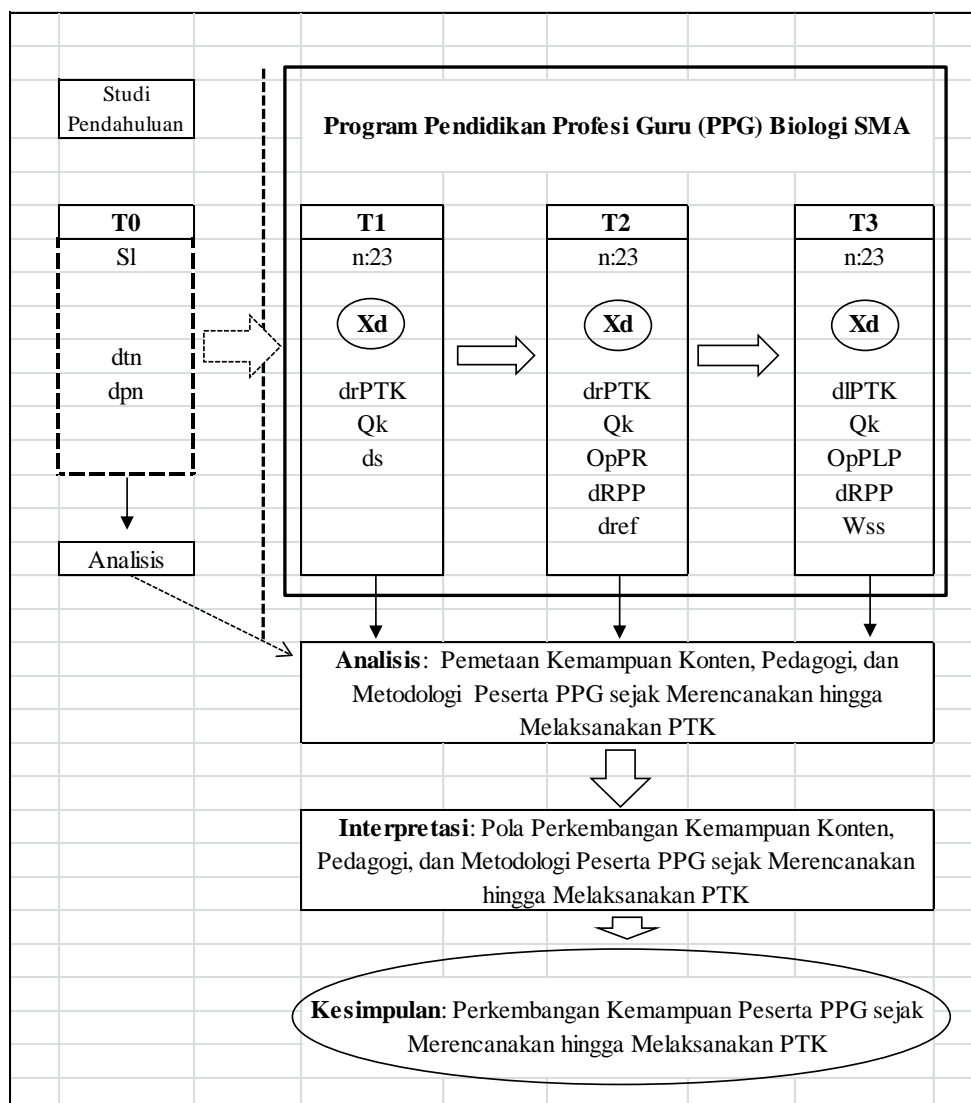 Studi
Pendahuluan
Program Pendidikan Profesi Guru (PPG) Biologi SMA
T0
Sl
dtn
dpn
Analisis
T1
n:23
Xd
drPTK
Qk
ds
T2
n:23
Xd
drPTK
Qk
OpPR
dRPP
dref
T3
n:23
Xd
dlPTK
Qk
OpPLP
dRPP
Wss
Analisis: Pemetaan Kemampuan Konten, Pedagogi, dan
Metodologi Peserta PPG sejak Merencanakan hingga
Melaksanakan PTK
Interpretasi: Pola Perkembangan Kemampuan Konten,
Pedagogi, dan Metodologi Peserta PPG sejak Merencanakan
hingga Melaksanakan PTK
Kesimpulan: Perkembangan Kemampuan Peserta PPG sejak
Merencanakan hingga Melaksanakan PTK